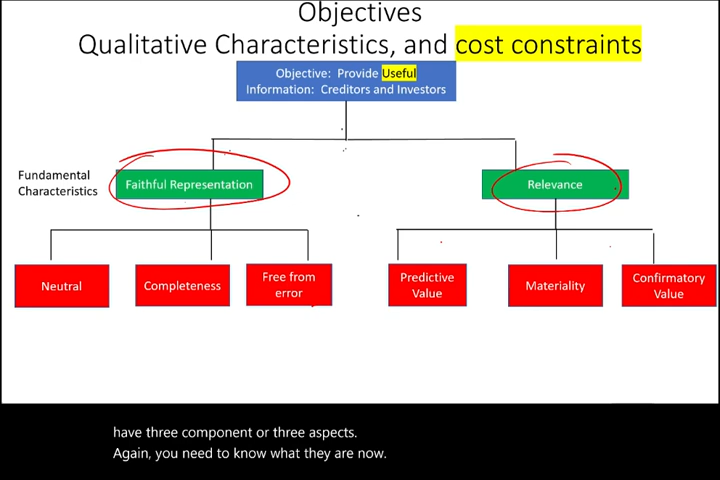 Objectives
Qualitative Characteristics, and cost constraints
Objective: Provide Useful
Information: Creditors and Investors
Fundamental
Characteristics
Faithful Representation
Relevance
Neutral
Completeness
Free from
error
Predictive
Value
Materiality
Confirmatory
Value
have three component or three aspects.
Again, you need to know what they are now.